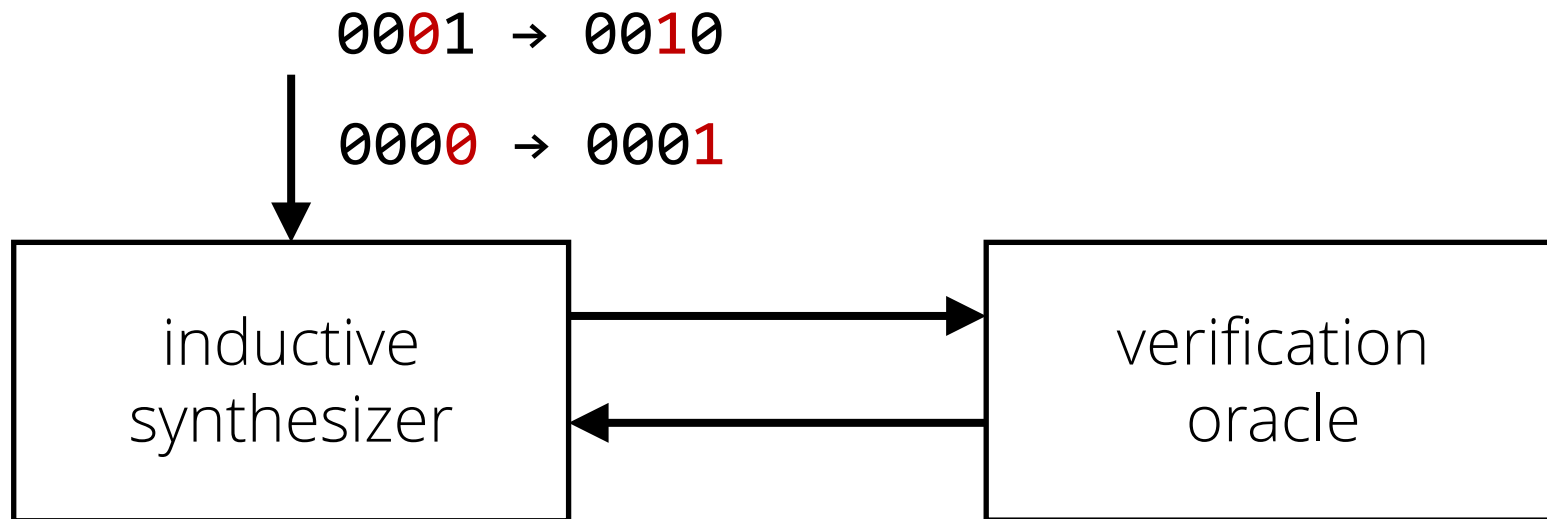 0001 → 0010
0000 → 0001
inductive
synthesizer
verification
oracle